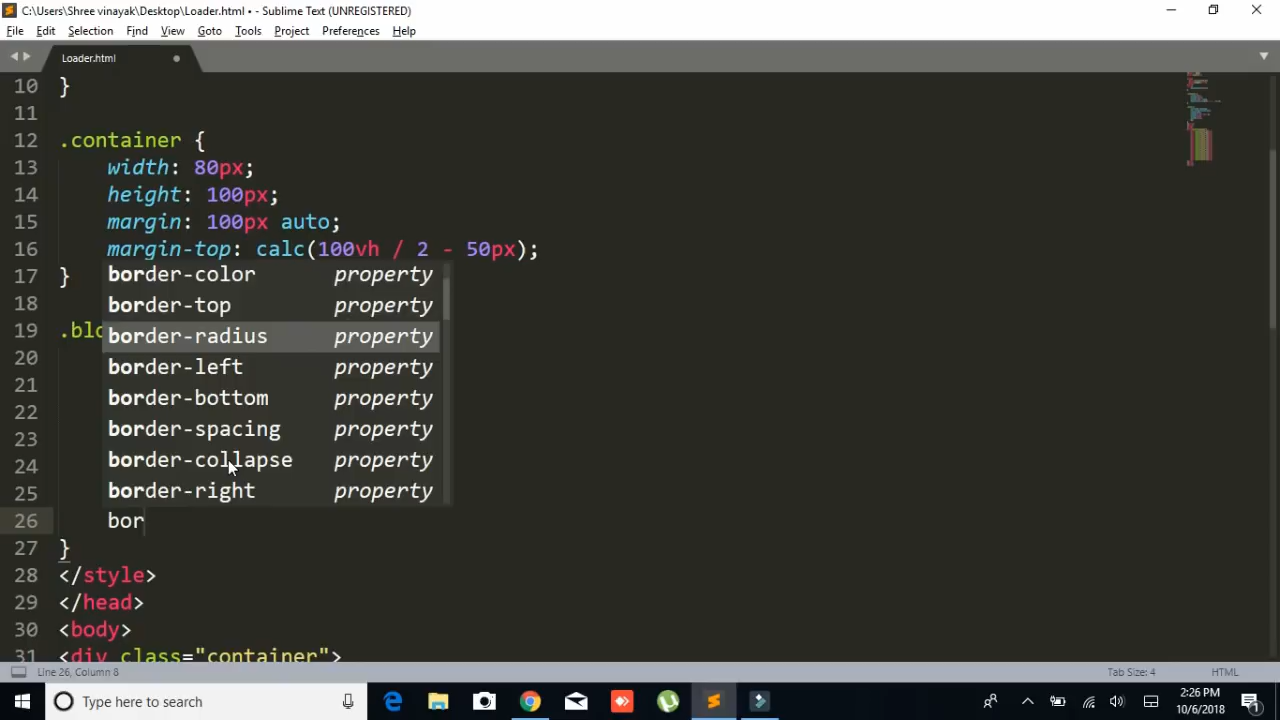 C:\Users\Shree vinayak\Desktop\Loader.html • - Sublime Text (UNREGISTERED)
File Edit Selection Find View Goto Tools Project Preferences Help
Loader.html
10 }
11
12 .container {
13 width: 80px;
14 height: 100px;
15 margin: 100px auto;
16 margin-top: calc(100vh / 2 - 50px);
17 }
18
19 .blo
20
21
22
23
24
25
border-color property
border-top property
border-radius property
border-left property
border-bottom property
border-spacing property
border-collapse property
border-right property
26 bor
27 }
28 </style>
29 </head>
30 <body>
31 <div class="container">
Line 26, Column 8 Tab Size: 4 HTML
Type here to search
2:26 PM
10/6/2018
1